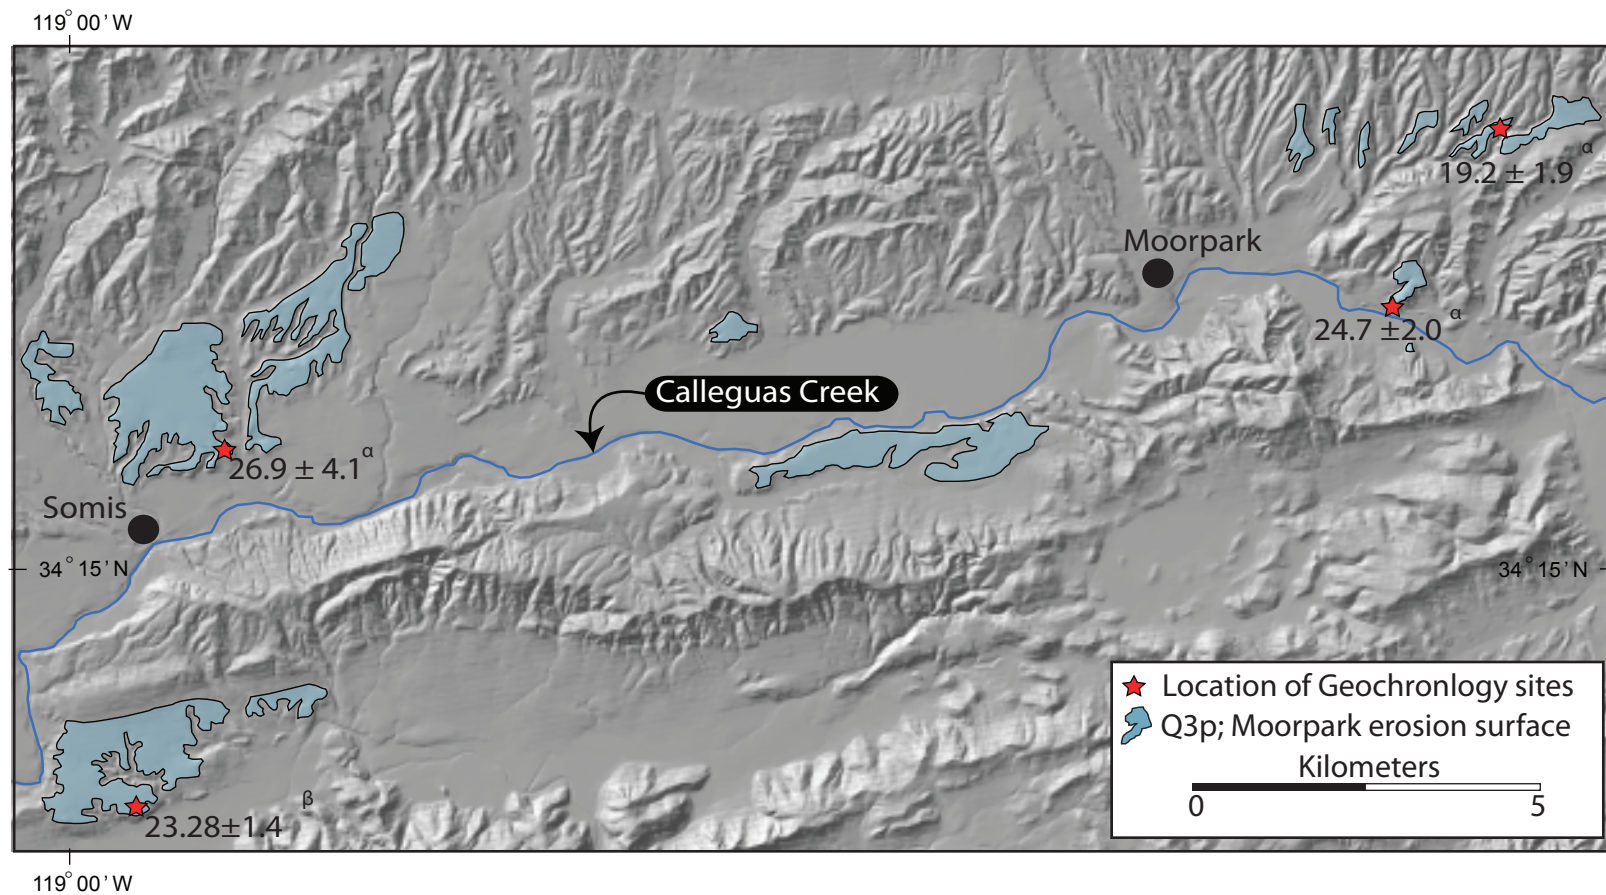 119° 00’ W
19.2 ± 1.9 α
Moorpark
24.7 ±2.0 α
Calleguas Creek
26.9 ± 4.1 α
Somis
34° 15’ N
34° 15’ N
Location of Geochronlogy sites
Q3p; Moorpark erosion surface
Kilometers
0 5
23.28±1.4 β
119° 00’ W